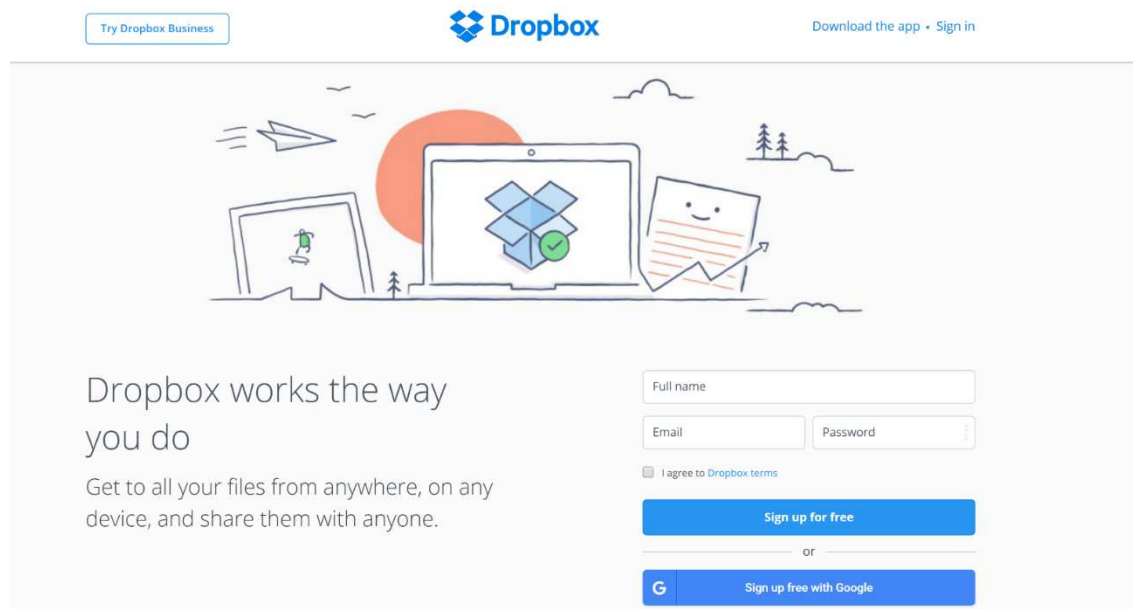 Try Dropbox Business
Dropbox
Download the app • Sign in
Dropbox works the way
you do
Get to all your files from anywhere, on any
device, and share them with anyone.
Full name
Email
Password
I agree to Dropbox terms
Sign up for free
or
G
Sign up free with Google